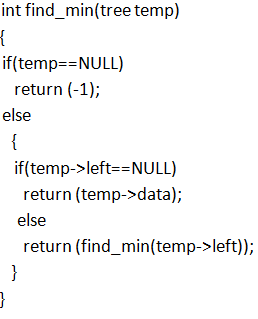 int find_min(tree temp)
{
if(temp==NULL)
return (-1);
else
{
if(temp->left==NULL)
return (temp->data);
else
return (find_min(temp->left));
}
}